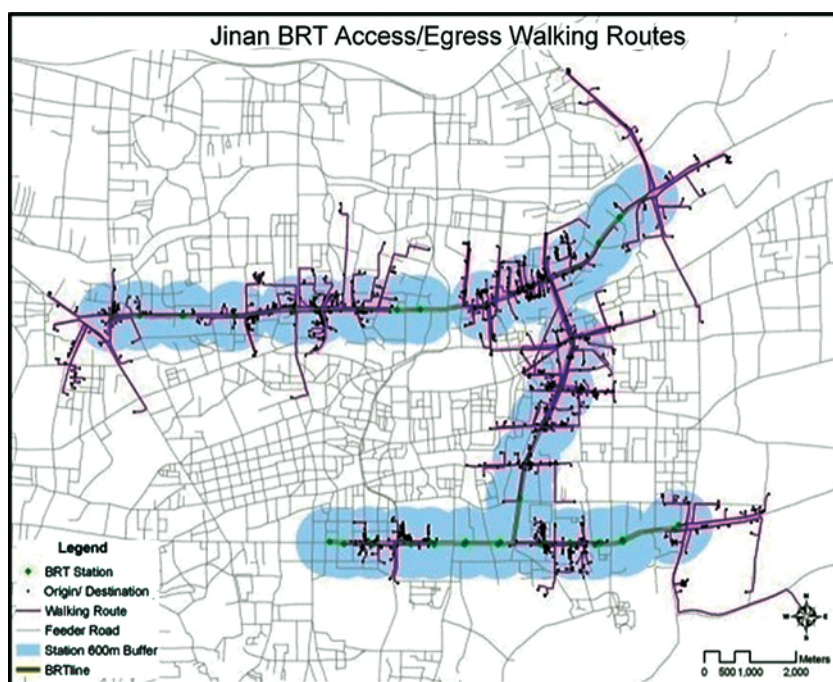 Jinan BRT Access/Egress Walking Routes
Legend
BRT Station
Origin/ Destination
Walking Route
Feeder Road
Station 600m Buffer
BRTline
N
W E
S
Meters
0 500 1,000 2,000